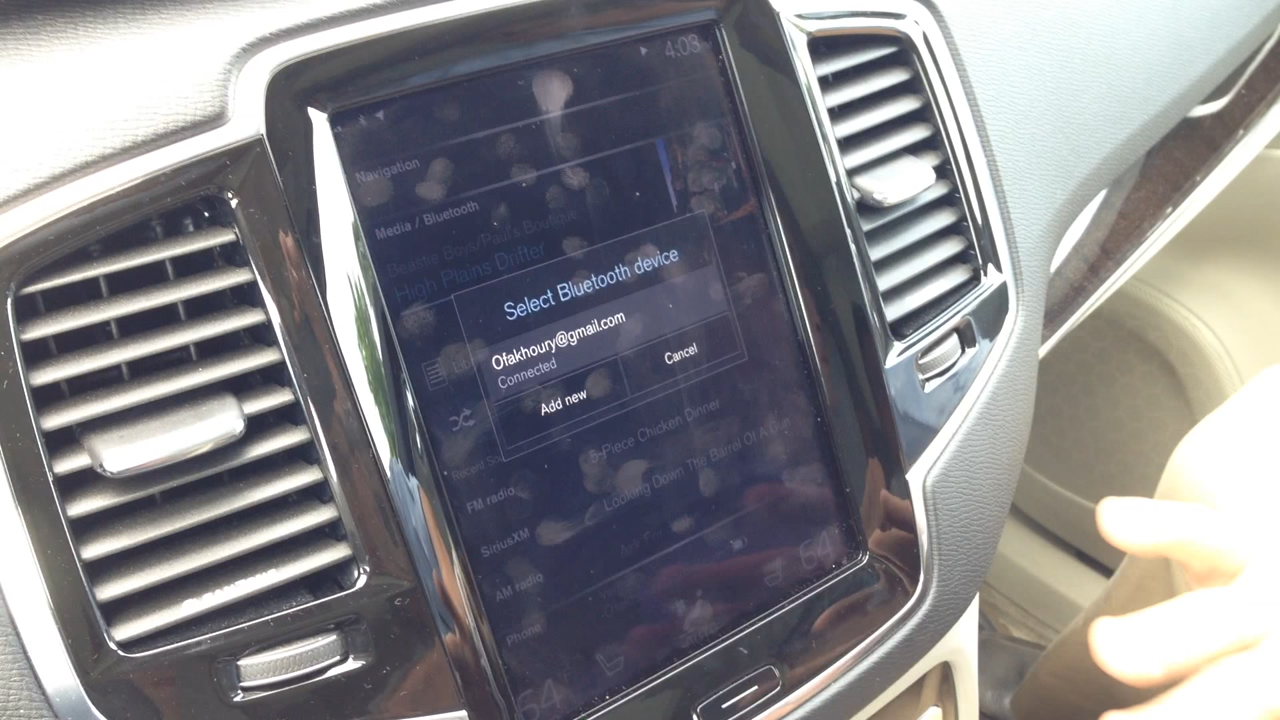 4:03
Navigation
Media / Bluetooth
Beastie Boys/Paul's Boutique
High Plains Drifter
Select Bluetooth device
Ofakhoury@gmail.com
Connected
Add new
Cancel
-Piece Chicken Dinner
Looking Down The Barrel Of A Gun
FM radio
SiriusXM
AM radio
Phone
64
64